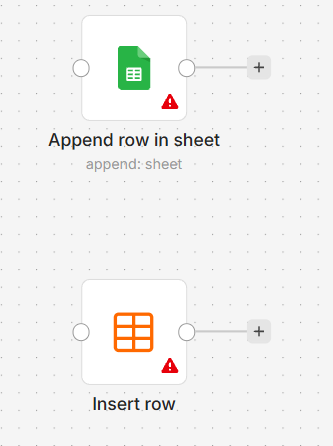 Append row in sheet
append: sheet
Insert row